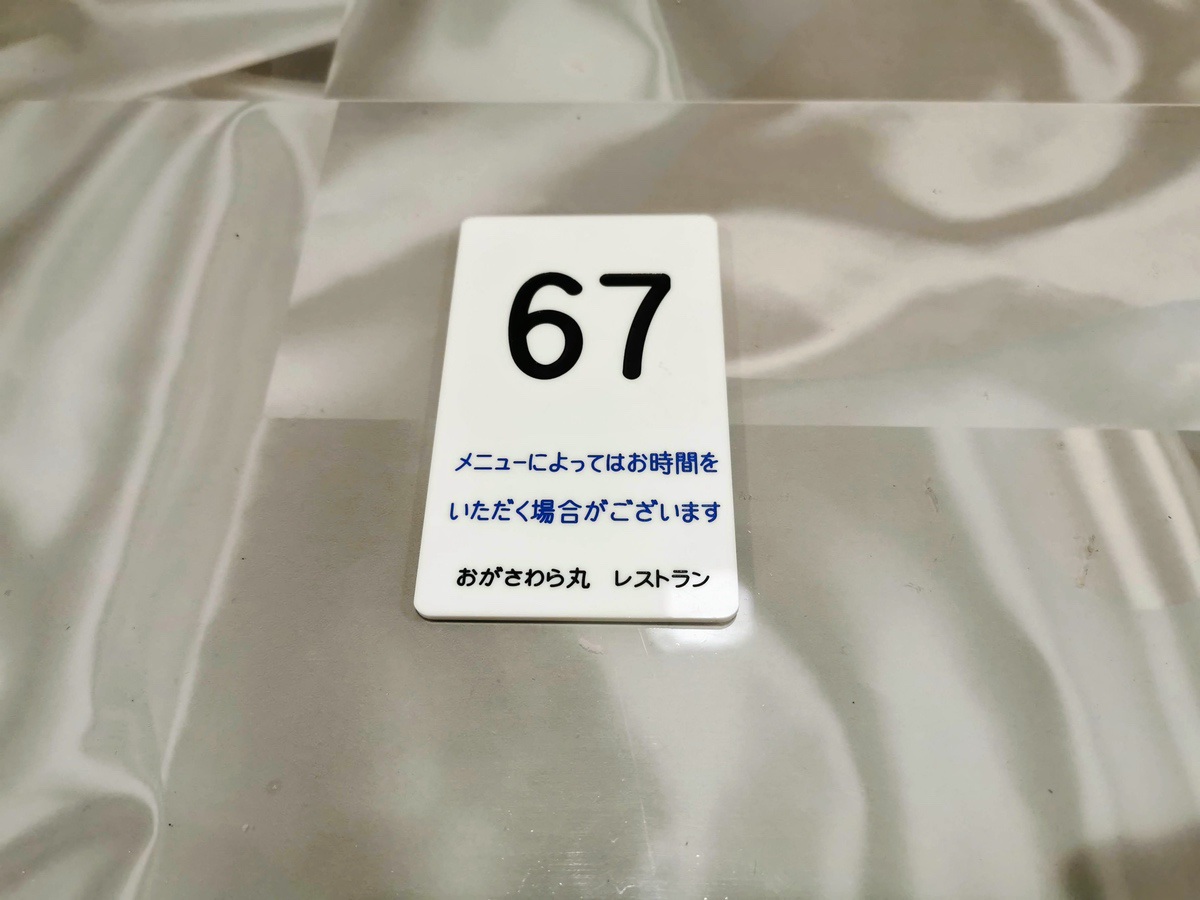 67
メニューによってはお時間を
いただく場合がございます
おがさわら丸　レストラン